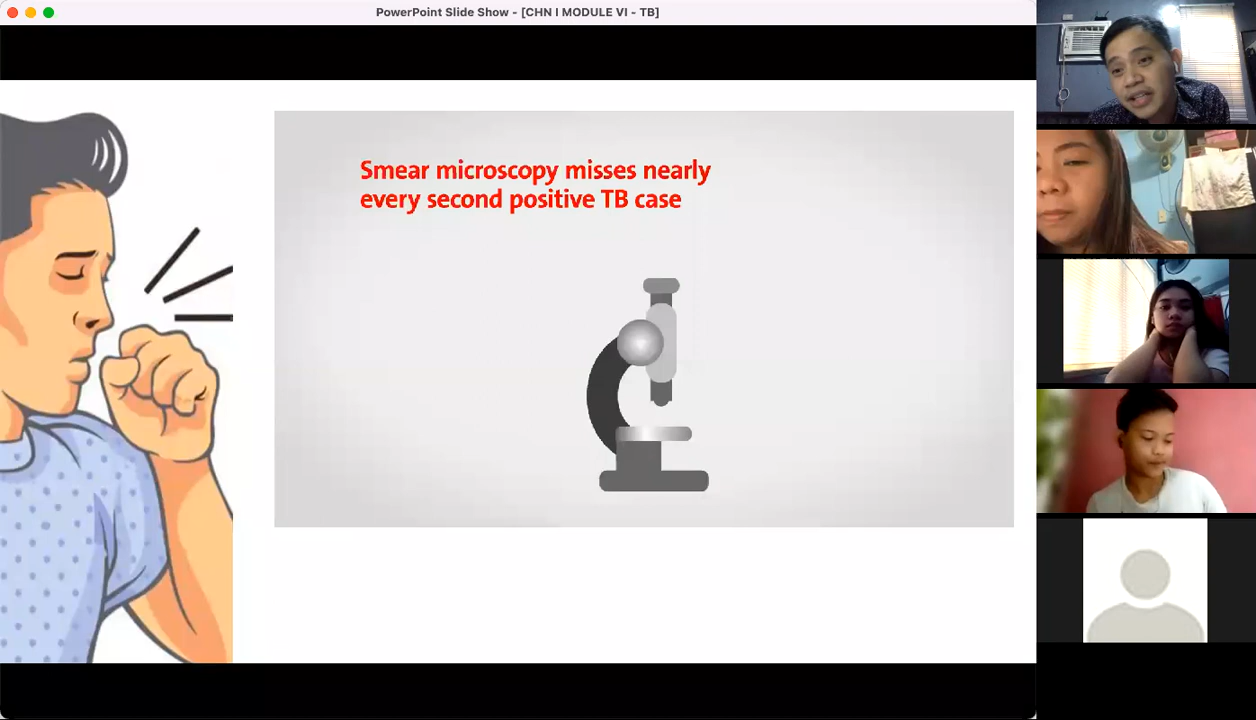 PowerPoint Slide Show - [CHN I MODULE VI - TB]
Smear microscopy misses nearly
every second positive TB case